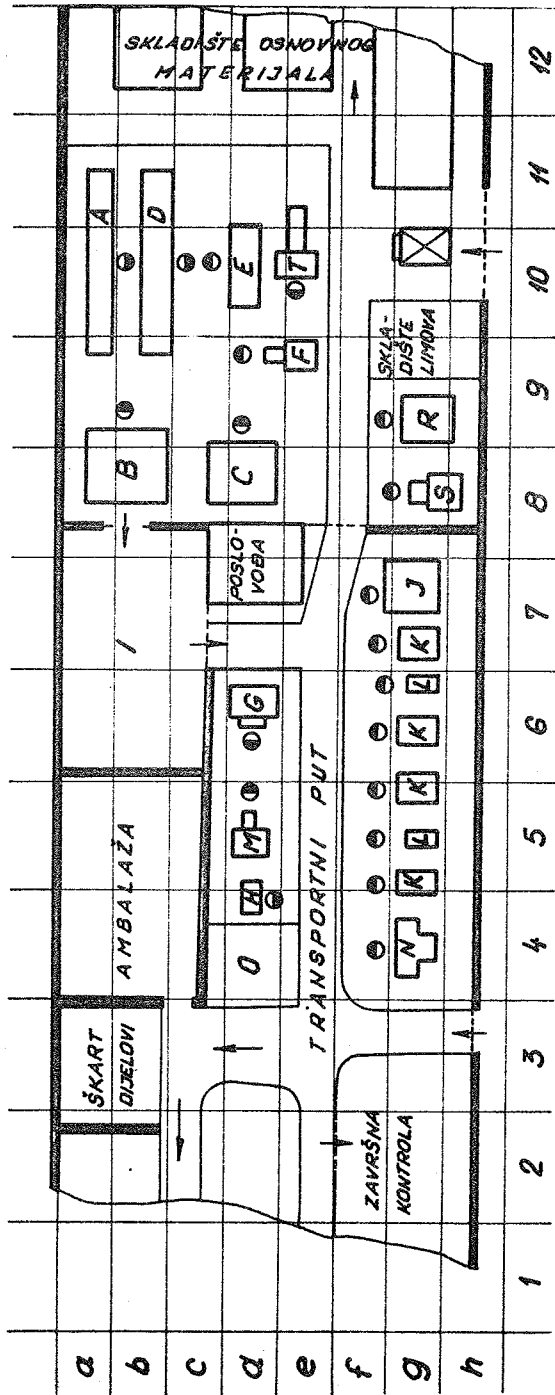 ŠKART
DIJELOVI
AMBALAŽA
I
B
A
D
SKLADIŠTE OSNOVNOG
MATERIJALA
O
H
M
G
POSLO-
VOĐA
C
F
E
T
TRANSPORTNI PUT
ZAVRŠNA
KONTROLA
N
K
L
K
K
L
K
J
S
R
SKLA-
DIŠTE
LIMOVA
a
b
c
d
e
f
g
h
1 2 3 4 5 6 7 8 9 10 11 12